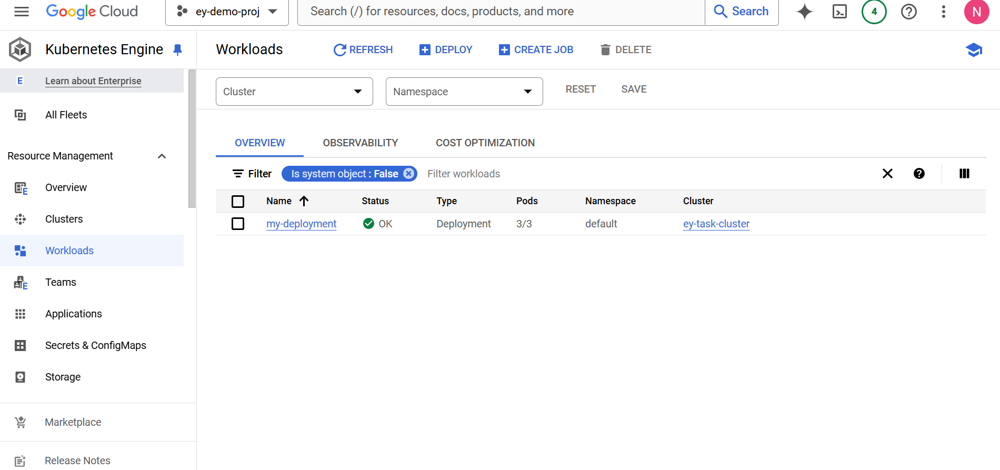 Google Cloud
ey-demo-proj
Search (/) for resources, docs, products, and more
Search
4
N
Kubernetes Engine
Workloads
REFRESH
DEPLOY
CREATE JOB
DELETE
E
Learn about Enterprise
All Fleets
Resource Management
E
Overview
Clusters
Workloads
E
Teams
Applications
Secrets & ConfigMaps
Storage
Marketplace
Release Notes
Cluster
Namespace
RESET
SAVE
OVERVIEW
OBSERVABILITY
COST OPTIMIZATION
Filter
Is system object : False
Filter workloads
Name Status Type Pods Namespace Cluster
my-deployment OK Deployment 3/3 default ey-task-cluster